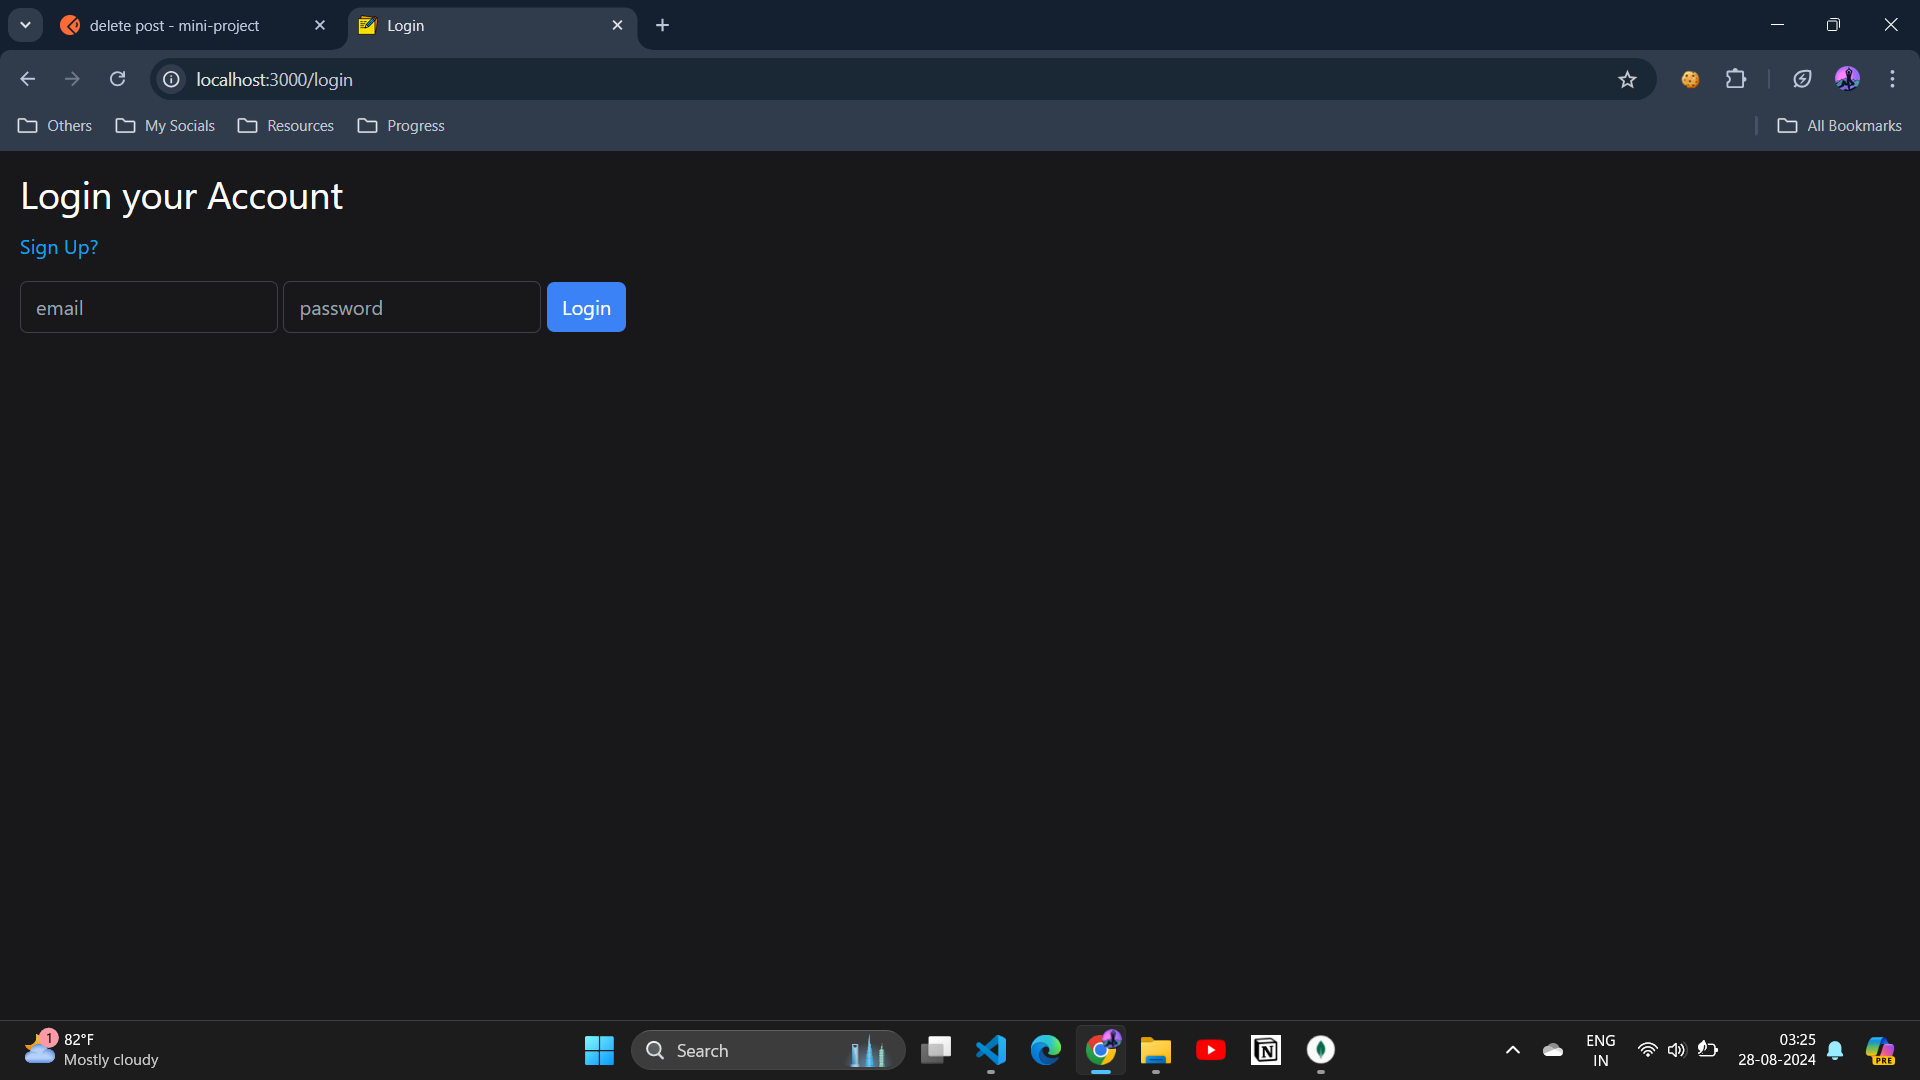 delete post - mini-project
Login
localhost:3000/login
Others
My Socials
Resources
Progress
All Bookmarks
Login your Account
Sign Up?
email
password
Login
1
82°F
Mostly cloudy
Search
ENG
IN
03:25
28-08-2024
PRE